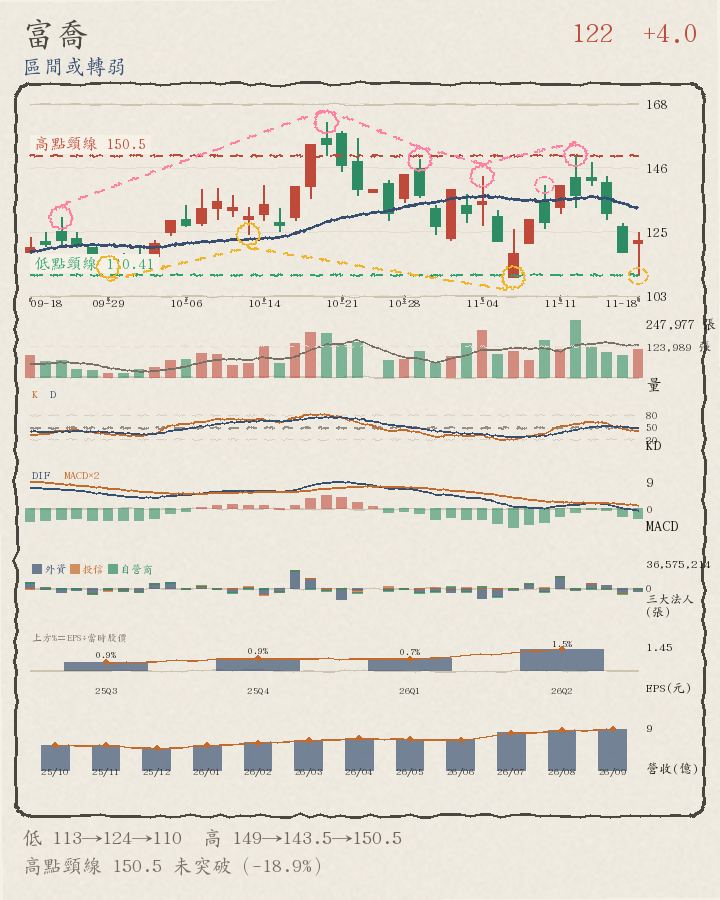 富喬
122 +4.0
區間或轉弱
168
高點頸線 150.5
146
125
低點頸線 110.41
103
09-18 09-29 10-06 10-14 10-21 10-28 11-04 11-11 11-18
247,977 張
123,989 張
量
K D
80
50
20
KD
DIF MACD×2
9
0
MACD
外資 投信 自營商
36,575,214
0
三大法人
(張)
上方%=EPS÷當時股價
0.9% 0.9% 0.7% 1.5%
1.45
25Q3 25Q4 26Q1 26Q2
EPS(元)
9
25/10 25/11 25/12 26/01 26/02 26/03 26/04 26/05 26/06 26/07 26/08 26/09
營收(億)
低 113→124→110 高 149→143.5→150.5
高點頸線 150.5 未突破 (-18.9%)